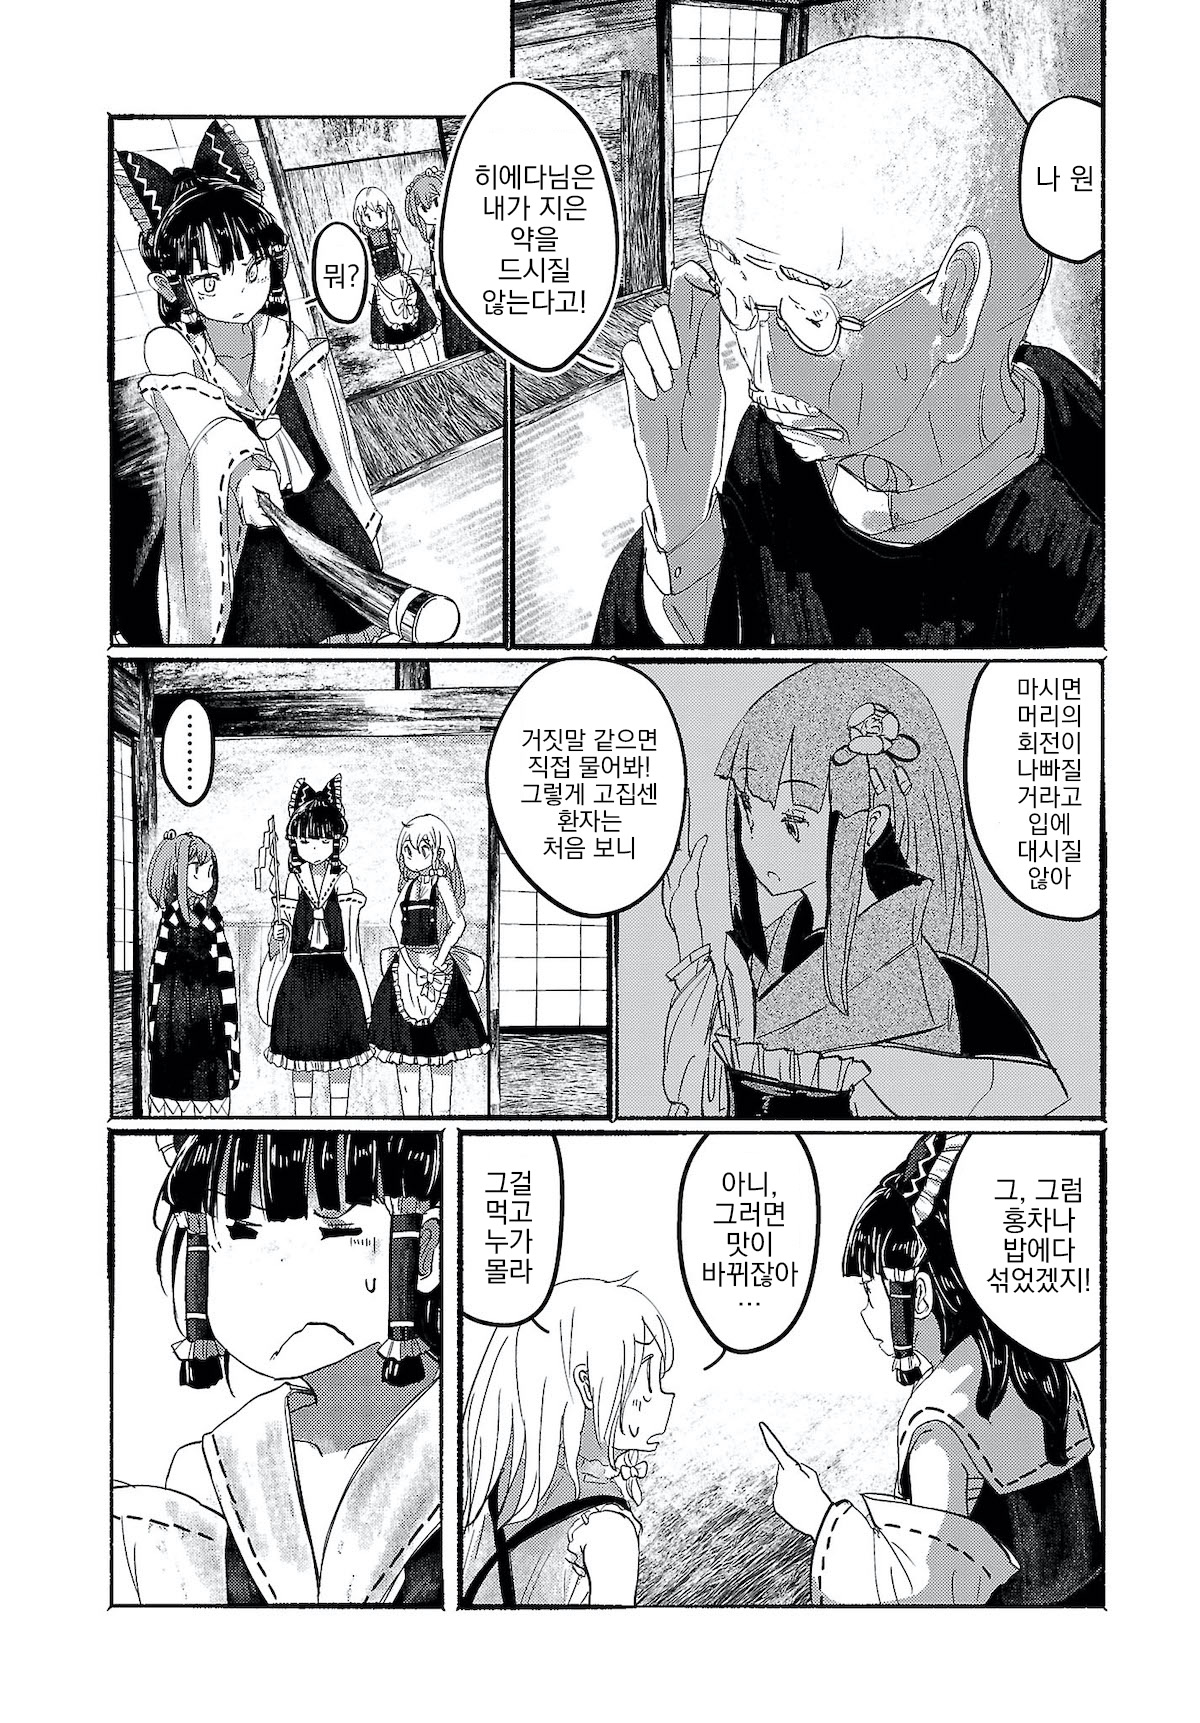 나 원
히에다님은
내가 지은
약을
드시질
않는다고!
뭐?
마시면
머리의
회전이
나빠질
거라고
입에
대시질
않아
거짓말 같으면
직접 물어봐!
그렇게 고집센
환자는
처음 보니
………
그, 그럼
홍차나
밥에다
섞었겠지!
아니,
그러면
맛이
바뀌잖아
…
그걸
먹고
누가
몰라